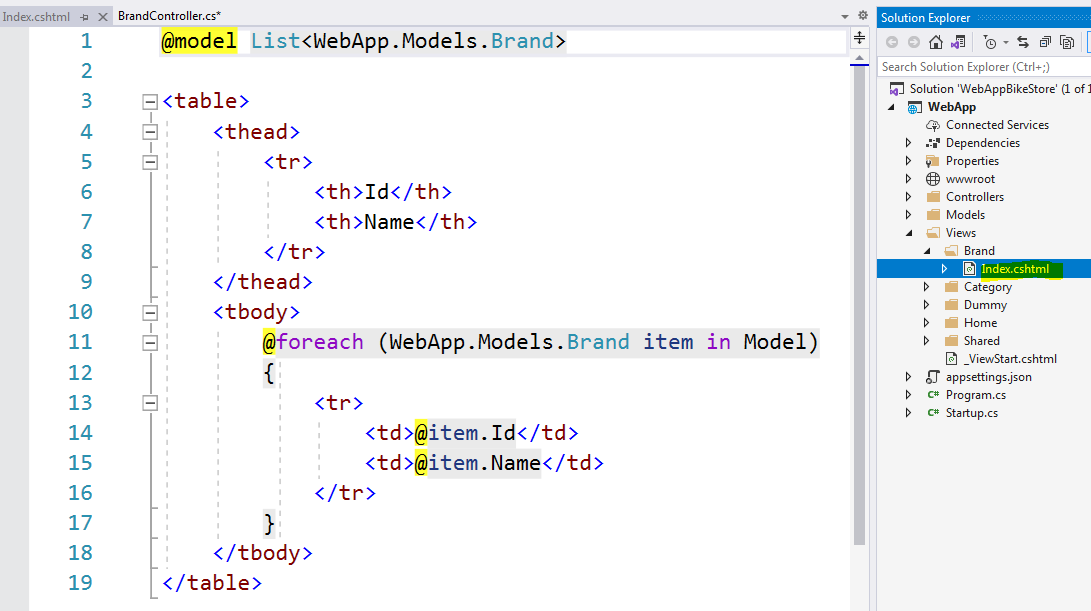 Index.cshtml
BrandController.cs*
1 @model List<WebApp.Models.Brand>
2
3 <table>
4 <thead>
5 <tr>
6 <th>Id</th>
7 <th>Name</th>
8 </tr>
9 </thead>
10 <tbody>
11 @foreach (WebApp.Models.Brand item in Model)
12 {
13 <tr>
14 <td>@item.Id</td>
15 <td>@item.Name</td>
16 </tr>
17 }
18 </tbody>
19 </table>
Solution Explorer
Search Solution Explorer (Ctrl+;)
Solution 'WebAppBikeStore' (1 of 1
WebApp
Connected Services
Dependencies
Properties
wwwroot
Controllers
Models
Views
Brand
Index.cshtml
Category
Dummy
Home
Shared
_ViewStart.cshtml
appsettings.json
C# Program.cs
C# Startup.cs